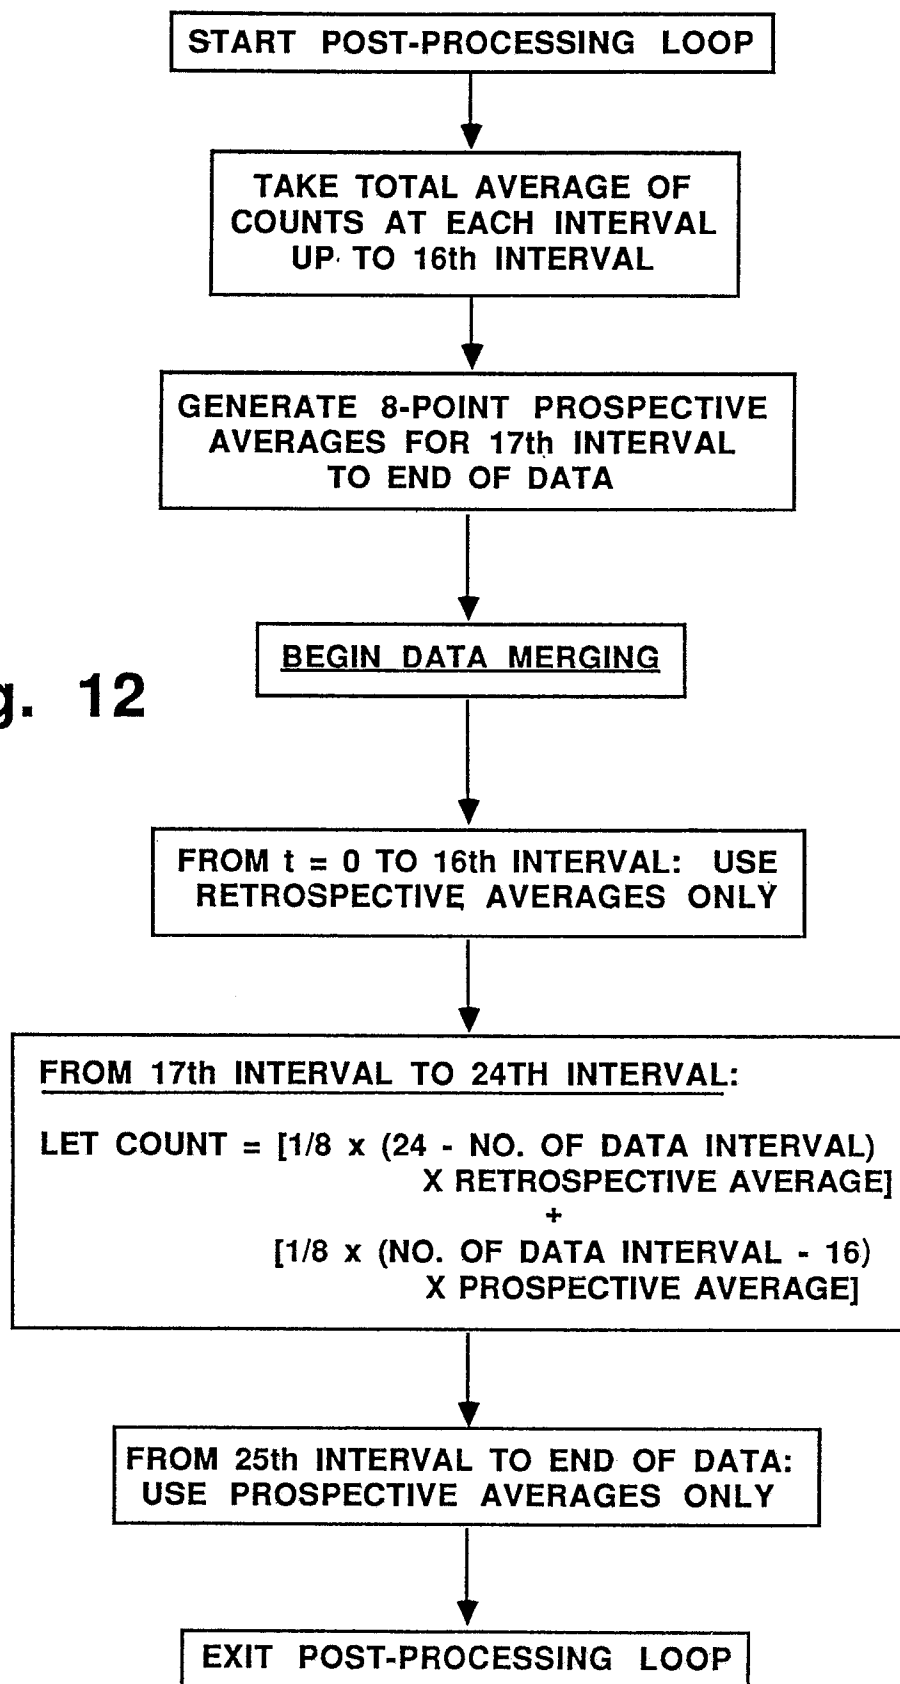 START POST-PROCESSING LOOP
TAKE TOTAL AVERAGE OF
COUNTS AT EACH INTERVAL
UP TO 16th INTERVAL
GENERATE 8-POINT PROSPECTIVE
AVERAGES FOR 17th INTERVAL
TO END OF DATA
BEGIN DATA MERGING
g. 12
FROM t = 0 TO 16th INTERVAL: USE
RETROSPECTIVE AVERAGES ONLY
FROM 17th INTERVAL TO 24TH INTERVAL:
LET COUNT = [1/8 x (24 - NO. OF DATA INTERVAL)
X RETROSPECTIVE AVERAGE]
+
[1/8 x (NO. OF DATA INTERVAL - 16)
X PROSPECTIVE AVERAGE]
FROM 25th INTERVAL TO END OF DATA:
USE PROSPECTIVE AVERAGES ONLY
EXIT POST-PROCESSING LOOP